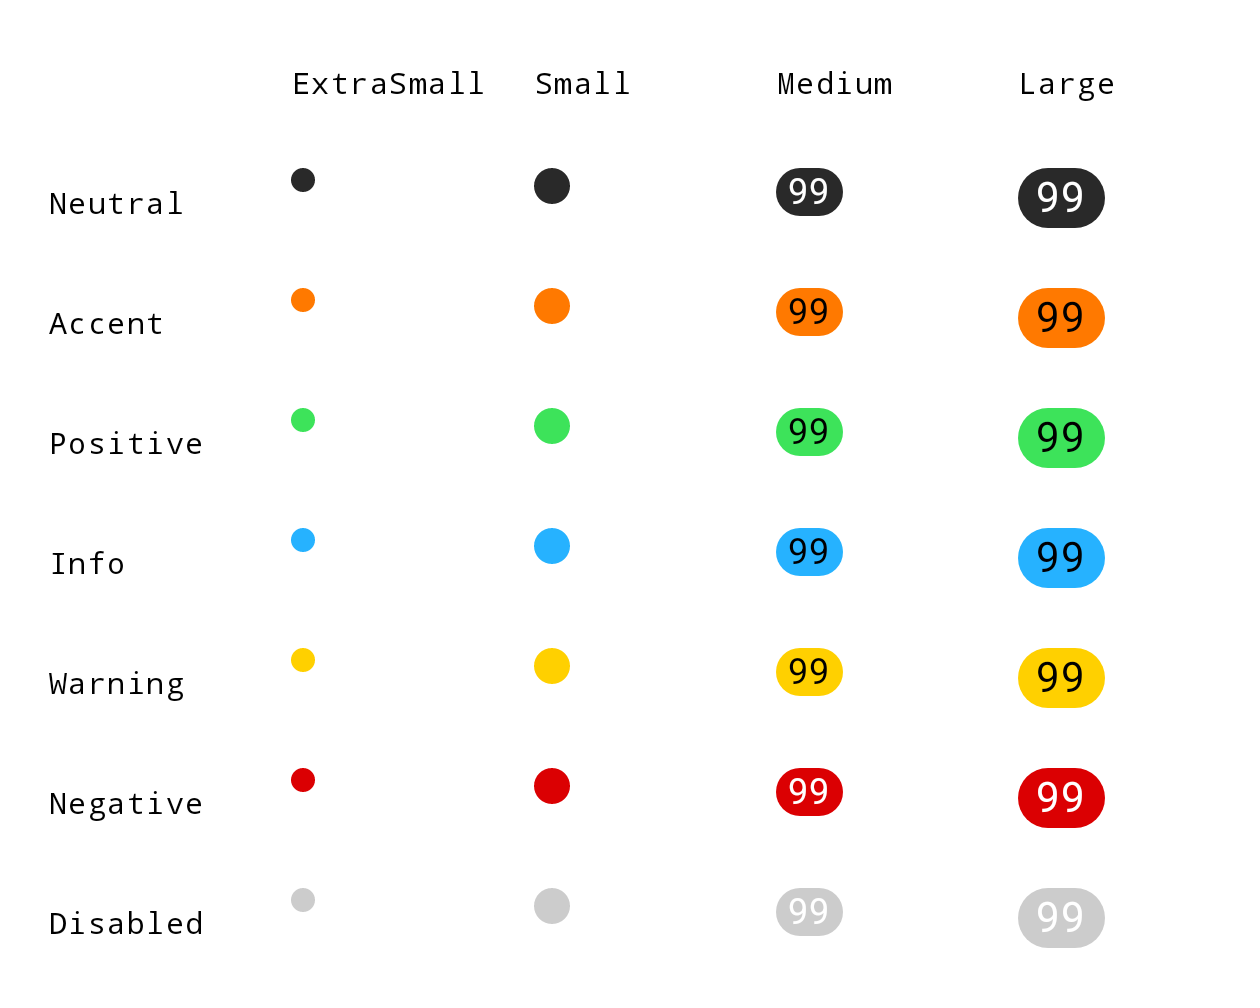 ExtraSmall Small Medium Large
Neutral 99 99
Accent 99 99
Positive 99 99
Info 99 99
Warning 99 99
Negative 99 99
Disabled 99 99